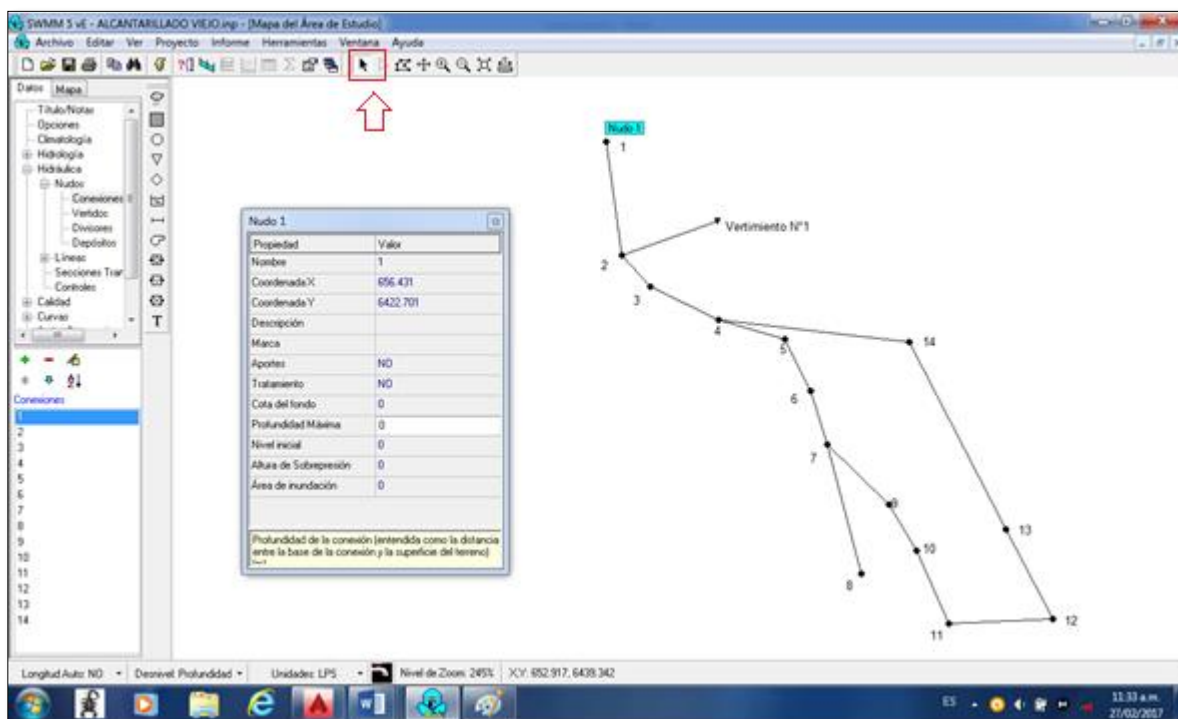 SWMM 5 vE - ALCANTARILLADO VIEJO.inp - [Mapa del Área de Estudio]
Archivo Editar Ver Proyecto Informe Herramientas Ventana Ayuda
Datos Mapa
Título/Notas
Opciones
Climatología
Hidrología
Hidráulica
Nudos
Conexiones
Vertidos
Divisores
Depósitos
Líneas
Secciones Tran
Controles
Calidad
Curvas
T
Conexiones
1
2
3
4
5
6
7
8
9
10
11
12
13
14
Nudo 1
Propiedad Valor
Nombre 1
Coordenada X 656.431
Coordenada Y 6422.701
Descripción
Marca
Aportes NO
Tratamiento NO
Cota del fondo 0
Profundidad Máxima 0
Nivel inicial 0
Altura de Sobrepresión 0
Área de inundación 0
Profundidad de la conexión (entendida como la distancia
entre la base de la conexión y la superficie del terreno)
Nudo 1
1
Vertimiento N°1
2
3
4
5
14
6
7
9
13
10
8
12
11
Longitud Auto: NO Desnivel: Profundidad Unidades: LPS Nivel de Zoom: 245% X,Y: 652.917, 6439.342
ES 11:33 a.m.
27/02/2017